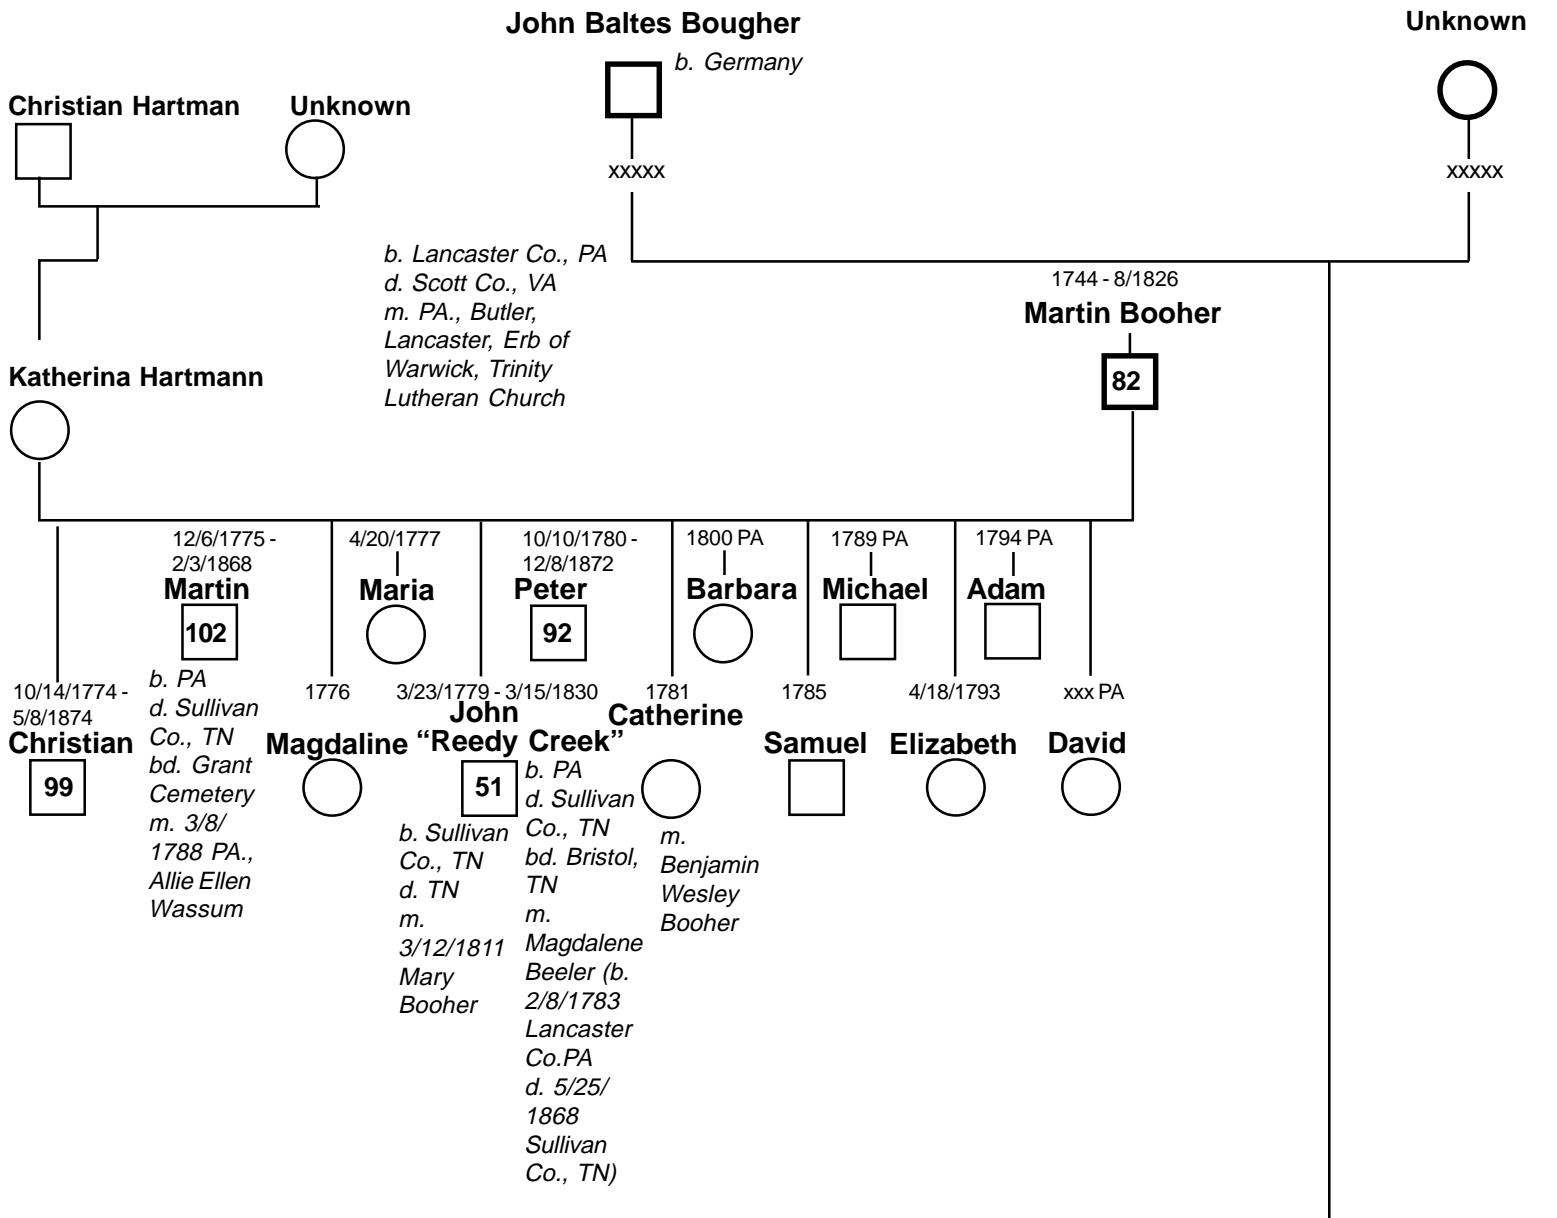 John Baltes Bougher
b. Germany
Unknown
Christian Hartman
Unknown
xxxxx
xxxxx
b. Lancaster Co., PA
d. Scott Co., VA
m. PA., Butler,
Lancaster, Erb of
Warwick, Trinity
Lutheran Church
1744 - 8/1826
Martin Booher
82
Katherina Hartmann
12/6/1775 -
2/3/1868
Martin
102
b. PA
d. Sullivan
Co., TN
bd. Grant
Cemetery
m. 3/8/
1788 PA.,
Allie Ellen
Wassum
4/20/1777
Maria
10/10/1780 -
12/8/1872
Peter
92
b. PA
d. Sullivan
Co., TN
bd. Bristol,
TN
m.
Magdalene
Beeler (b.
2/8/1783
Lancaster
Co.PA
d. 5/25/
1868
Sullivan
Co., TN)
1800 PA
Barbara
1789 PA
Michael
1794 PA
Adam
10/14/1774 -
5/8/1874
Christian
99
1776
Magdaline
3/23/1779 - 3/15/1830
John
“Reedy Creek”
51
b. Sullivan
Co., TN
d. TN
m.
3/12/1811
Mary
Booher
1781
Catherine
m.
Benjamin
Wesley
Booher
1785
Samuel
4/18/1793
Elizabeth
xxx PA
David